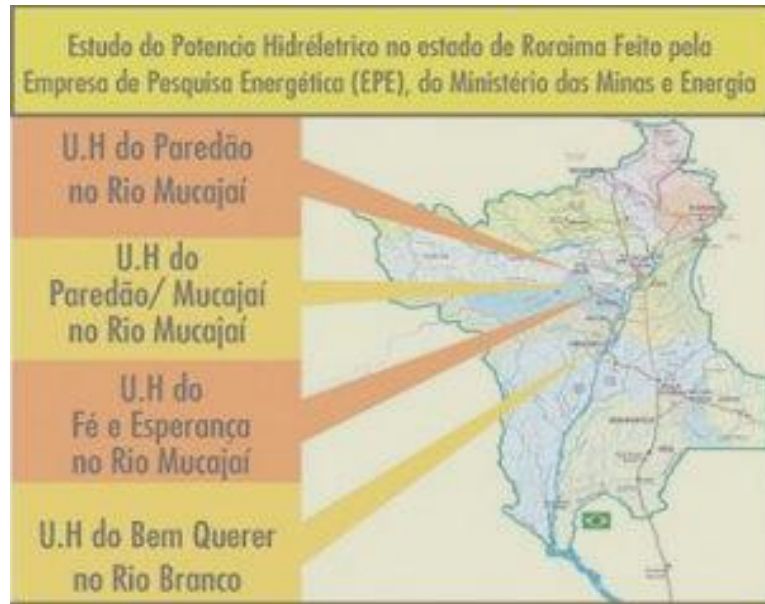 Estudo do Potencia Hidréletrico no estado de Roraima Feito pela
Empresa de Pesquisa Energética (EPE), do Ministério das Minas e Energia
U.H do Paredão
no Rio Mucajaí
U.H do
Paredão/ Mucajaí
no Rio Mucajaí
U.H do
Fé e Esperança
no Rio Mucajaí
U.H do Bem Querer
no Rio Branco